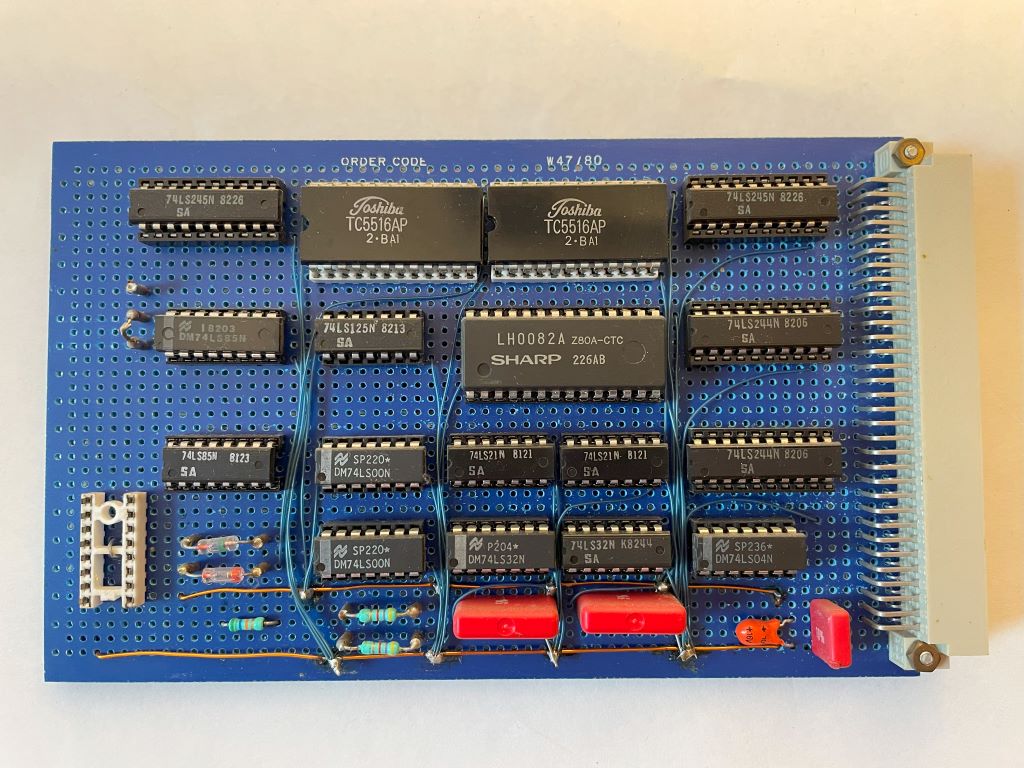 ORDER CODE W47/80
74LS245N 8226
SA
Toshiba
TC5516AP
2·BA1
Toshiba
TC5516AP
2·BA1
74LS245N 8226
SA
I8203
DM74LS85N
74LS125N 8213
SA
LH0082A Z80A-CTC
SHARP 226AB
74LS244N 8206
SA
74LS85N 8123
SA
SP220*
DM74LS00N
74LS21N 8121
SA
74LS21N 8121
SA
74LS244N 8206
SA
SP220*
DM74LS00N
P204*
DM74LS32N
74LS32N K8244
SA
SP236*
DM74LS04N